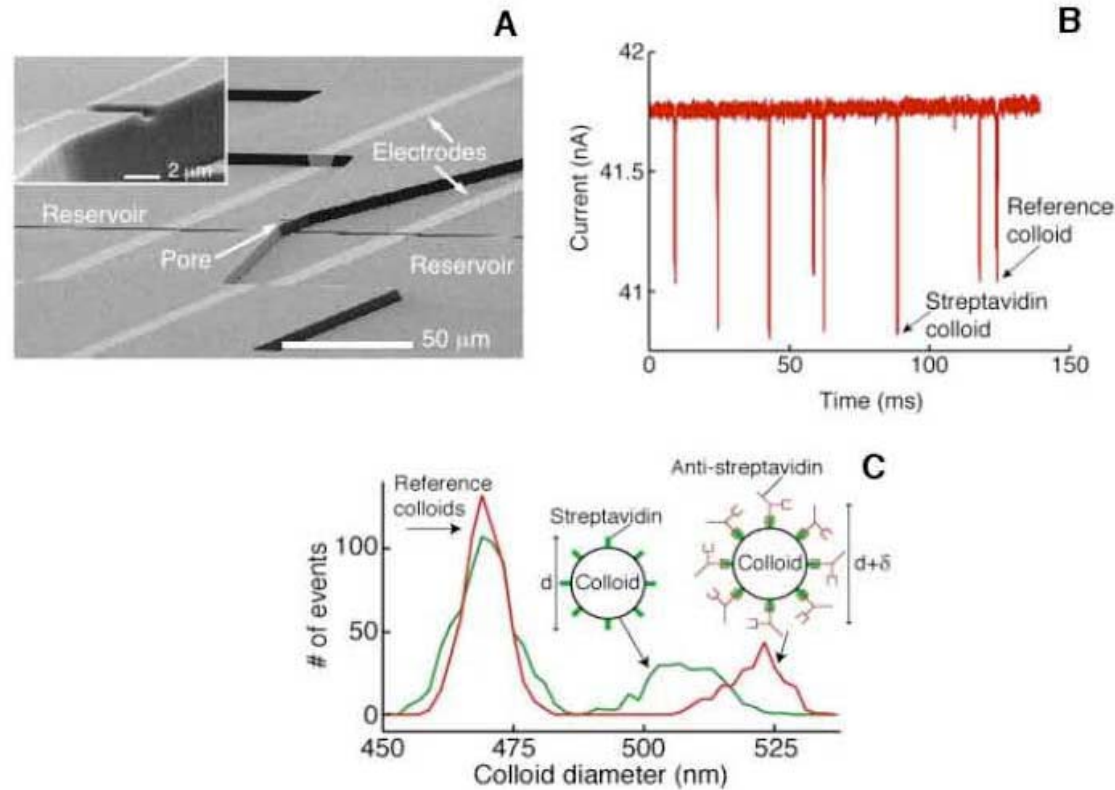 A
2 μm
Electrodes
Reservoir
Pore
Reservoir
50 μm
B
42
41.5
41
Current (nA)
Reference
colloid
Streptavidin
colloid
0
50
100
150
Time (ms)
C
Reference
colloids
Streptavidin
d
Colloid
Anti-streptavidin
Colloid
d+δ
# of events
100
50
0
450
475
500
525
Colloid diameter (nm)